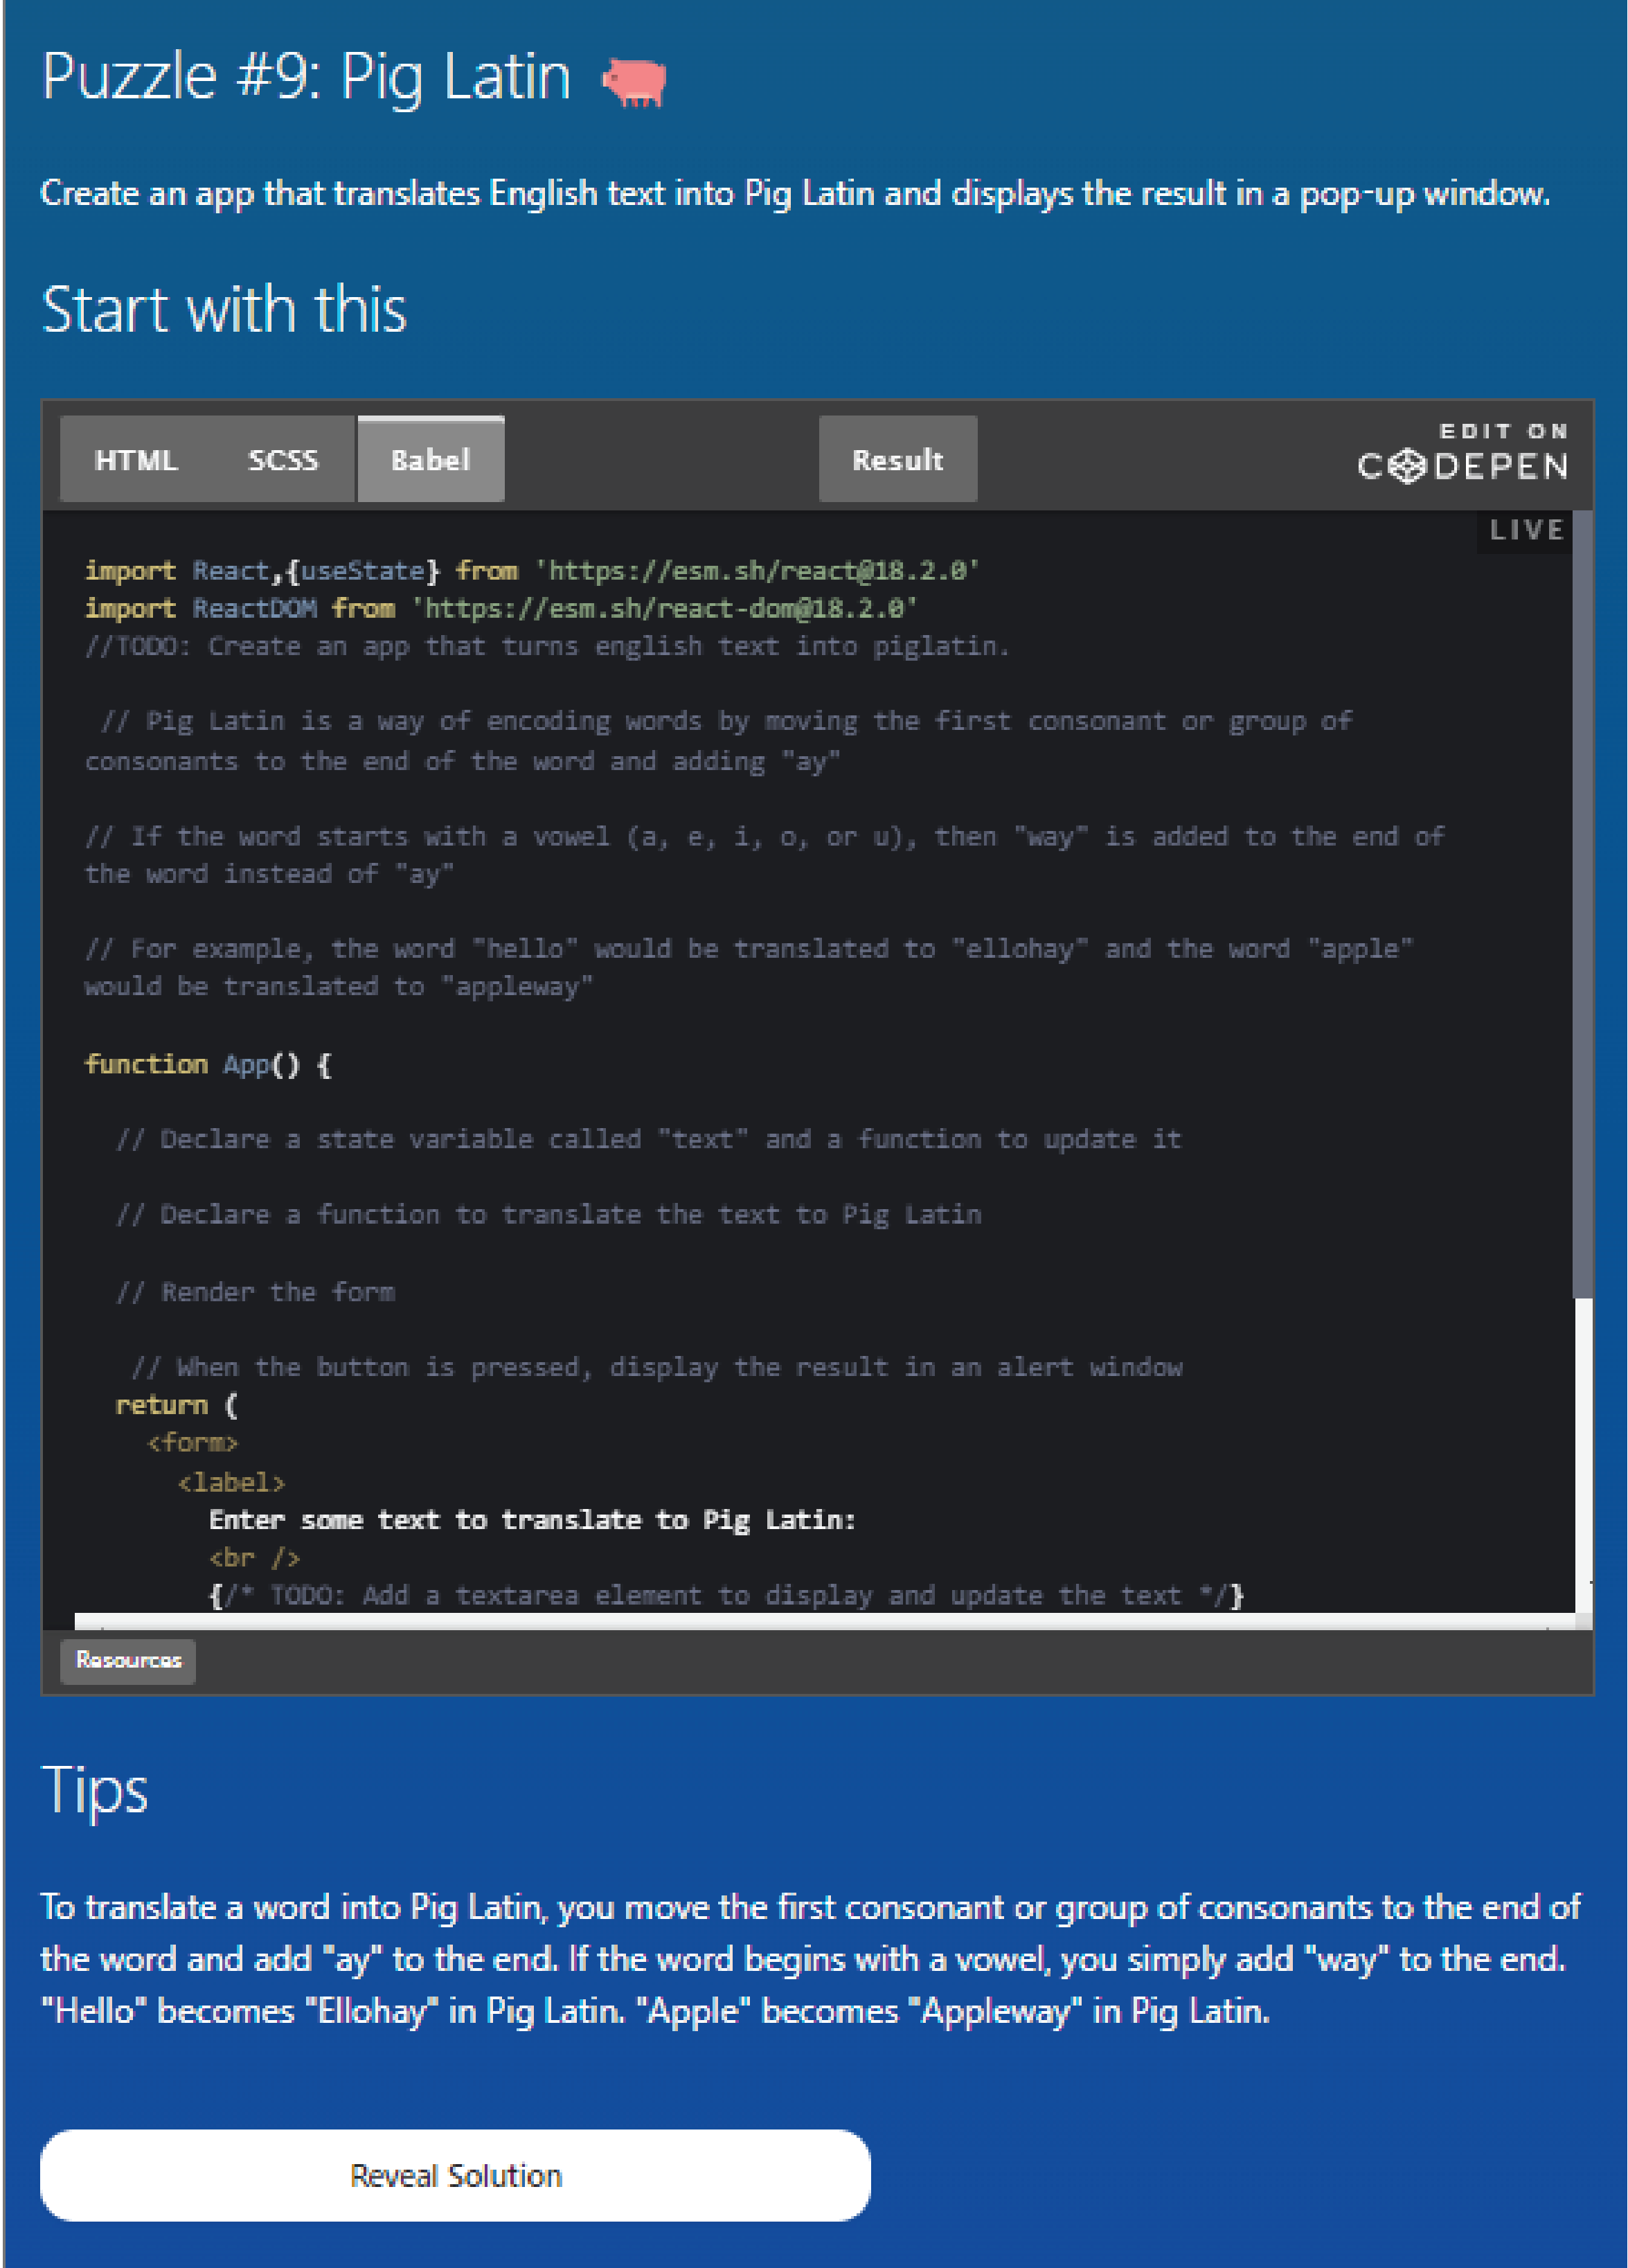 Puzzle #9: Pig Latin
Create an app that translates English text into Pig Latin and displays the result in a pop-up window.
Start with this
HTML SCSS Babel Result EDIT ON CODEPEN
LIVE
import React,{useState} from 'https://esm.sh/react@18.2.0'
import ReactDOM from 'https://esm.sh/react-dom@18.2.0'
//TODO: Create an app that turns english text into piglatin.
// Pig Latin is a way of encoding words by moving the first consonant or group of
consonants to the end of the word and adding "ay"
// If the word starts with a vowel (a, e, i, o, or u), then "way" is added to the end of
the word instead of "ay"
// For example, the word "hello" would be translated to "ellohay" and the word "apple"
would be translated to "appleway"
function App() {
// Declare a state variable called "text" and a function to update it
// Declare a function to translate the text to Pig Latin
// Render the form
// When the button is pressed, display the result in an alert window
return (
<form>
<label>
Enter some text to translate to Pig Latin:
<br />
{/* TODO: Add a textarea element to display and update the text */}
Resources
Tips
To translate a word into Pig Latin, you move the first consonant or group of consonants to the end of
the word and add "ay" to the end. If the word begins with a vowel, you simply add "way" to the end.
"Hello" becomes "Ellohay" in Pig Latin. "Apple" becomes "Appleway" in Pig Latin.
Reveal Solution